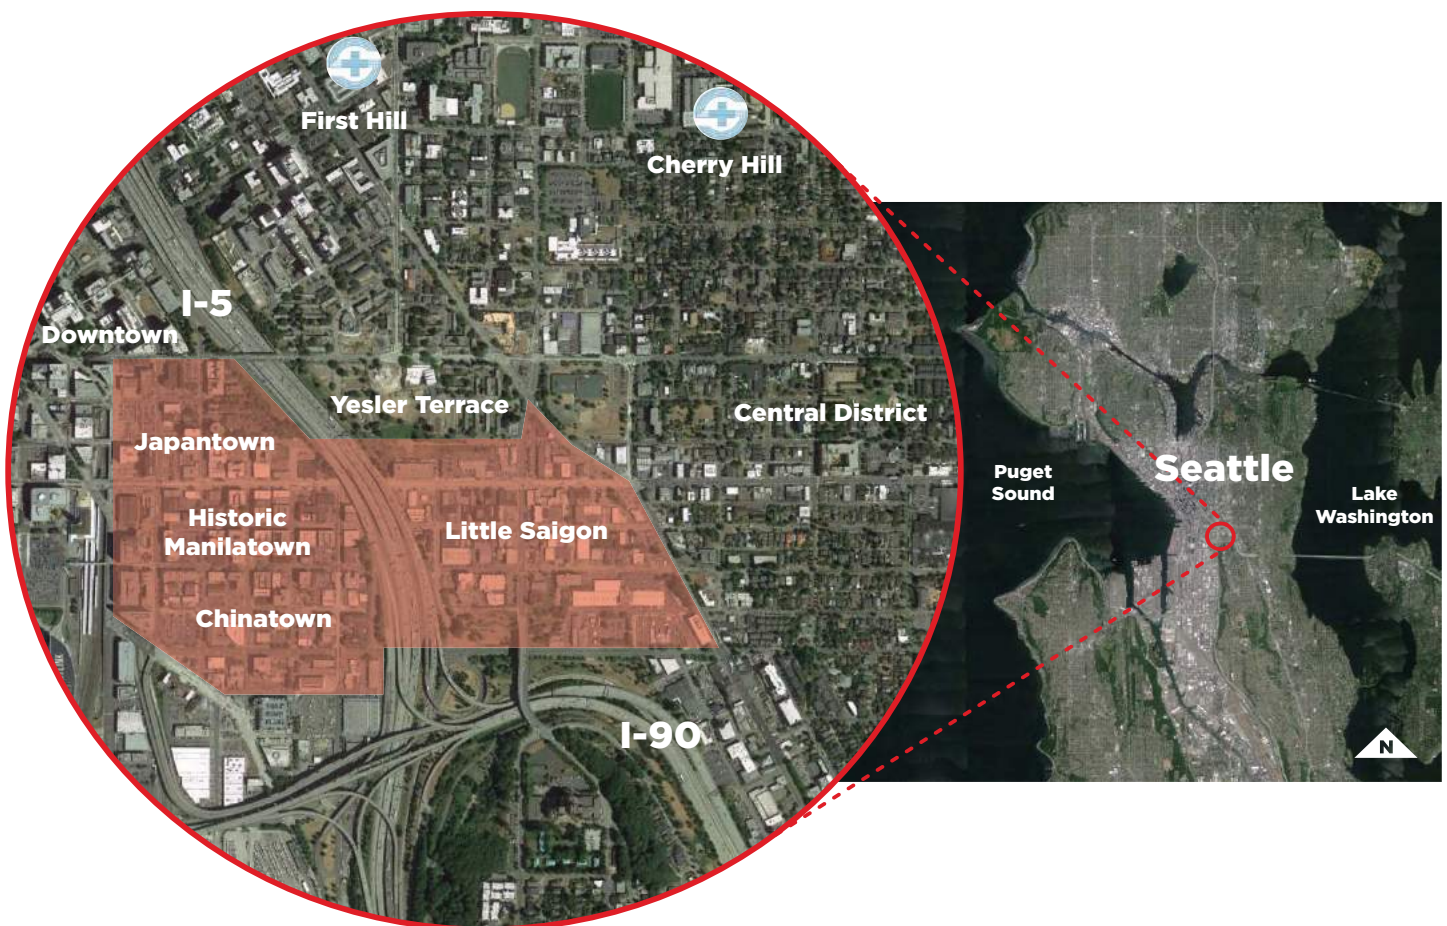 First Hill
Cherry Hill
I-5
Downtown
Yesler Terrace
Central District
Japantown
Historic
Manilatown
Little Saigon
Chinatown
I-90
Puget
Sound
Seattle
Lake
Washington
N